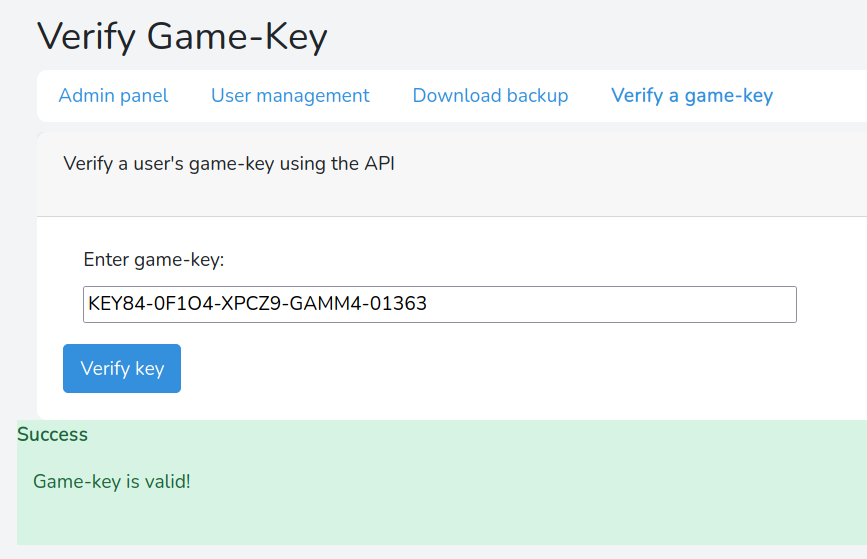 Verify Game-Key
Admin panel User management Download backup Verify a game-key
Verify a user's game-key using the API
Enter game-key:
KEY84-0F1O4-XPCZ9-GAMM4-01363
Verify key
Success
Game-key is valid!